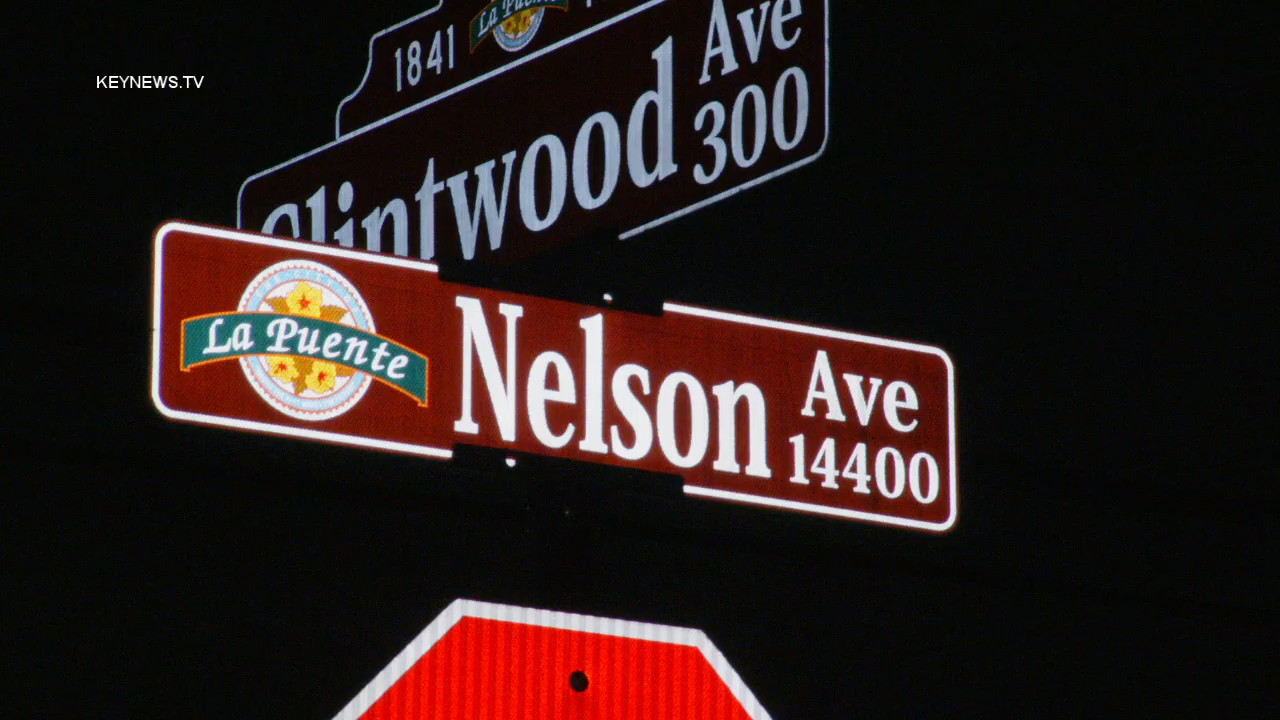 KEYNEWS.TV
1841
La Puente
Clintwood Ave
300
La Puente
Nelson Ave
14400